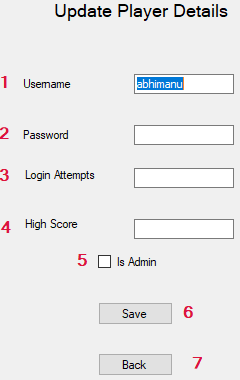 Update Player Details
1 Username abhimanu
2 Password
3 Login Attempts
4 High Score
5 Is Admin
Save 6
Back 7